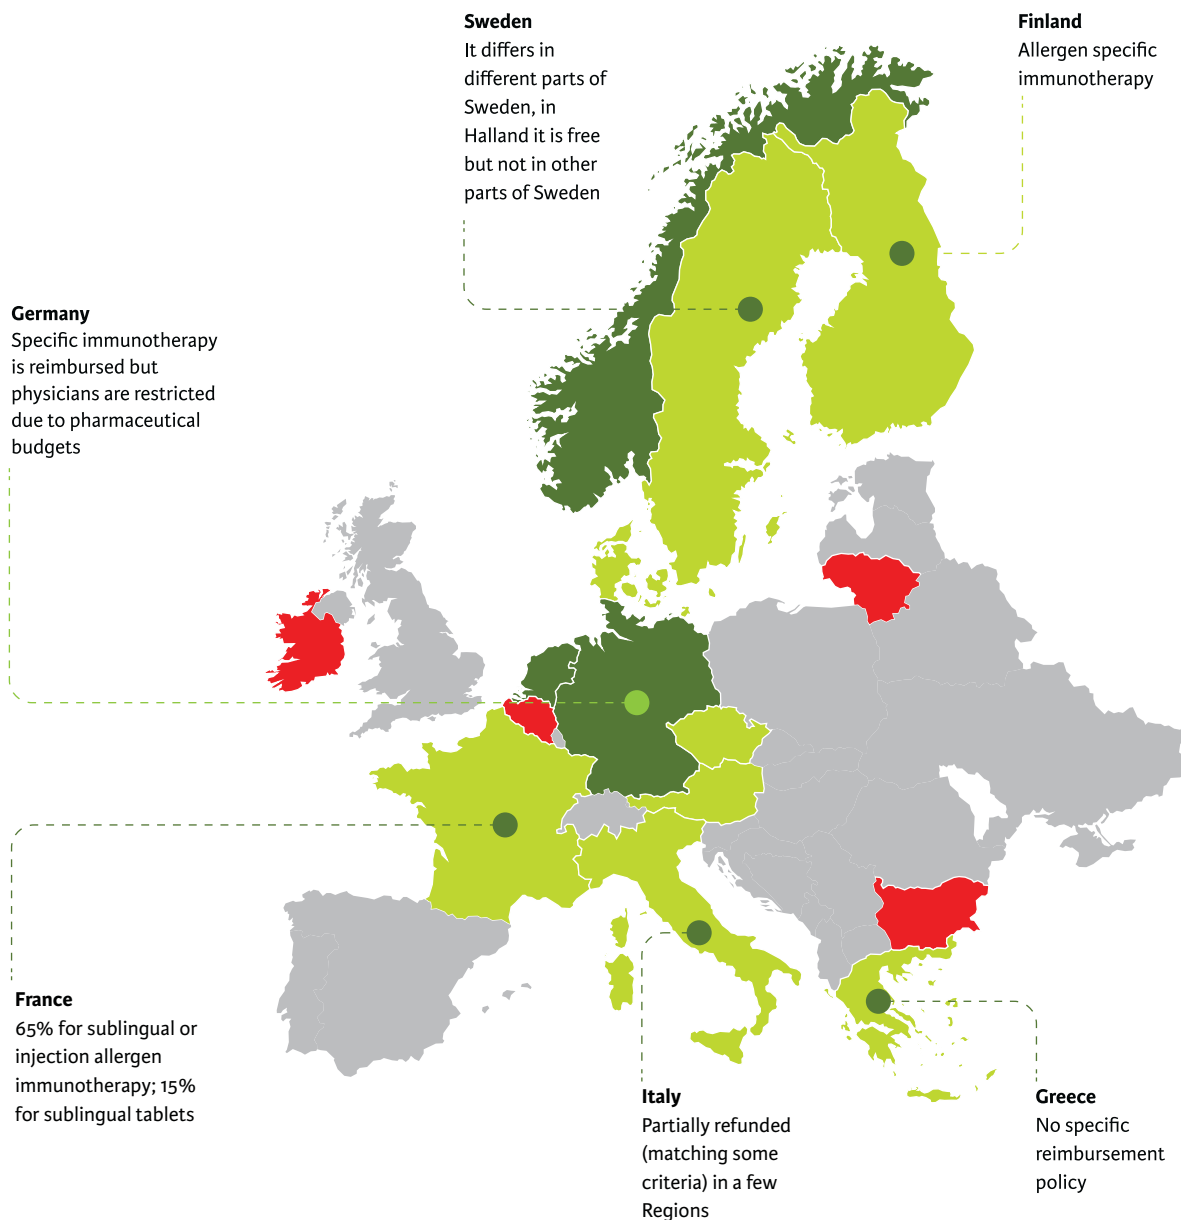 Sweden
It differs in
different parts of
Sweden, in
Halland it is free
but not in other
parts of Sweden
Finland
Allergen specific
immunotherapy
Germany
Specific immunotherapy
is reimbursed but
physicians are restricted
due to pharmaceutical
budgets
France
65% for sublingual or
injection allergen
immunotherapy; 15%
for sublingual tablets
Italy
Partially refunded
(matching some
criteria) in a few
Regions
Greece
No specific
reimbursement
policy